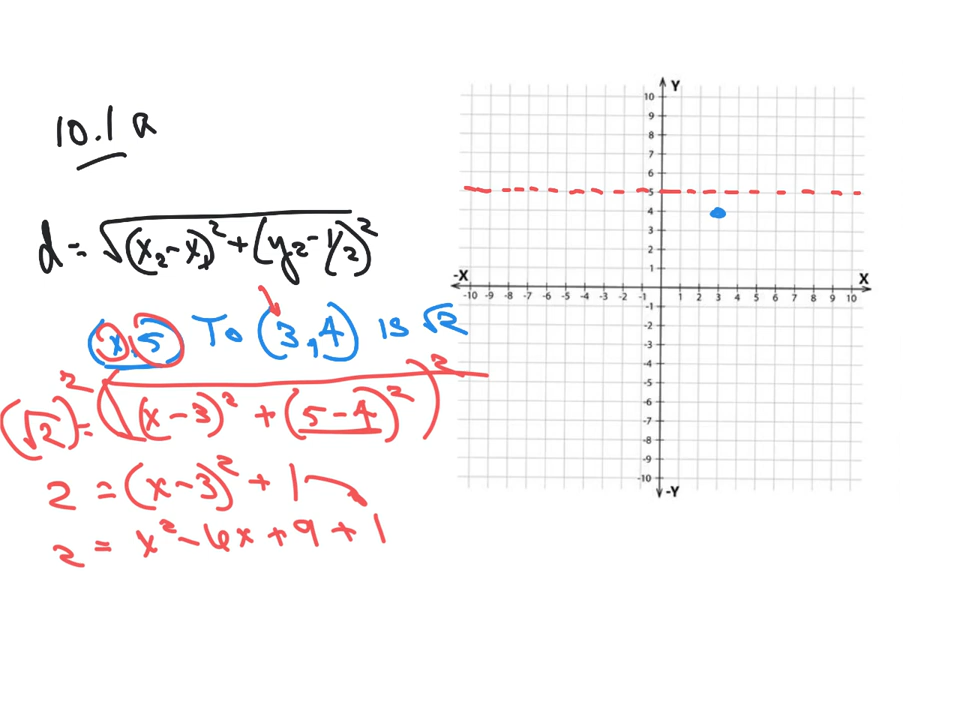 10.1 a
d = √(x₂ - x₁)² + (y₂ - y₂)²
(x, 5) To (3, 4) is √2
(√2)² = (√(x - 3)² + (5 - 4)²)²
2 = (x - 3)² + 1
2 = x² - 6x + 9 + 1
Y
10
9
8
7
6
5
4
3
2
1
-X X
-10 -9 -8 -7 -6 -5 -4 -3 -2 -1 1 2 3 4 5 6 7 8 9 10
-1
-2
-3
-4
-5
-6
-7
-8
-9
-10
-Y